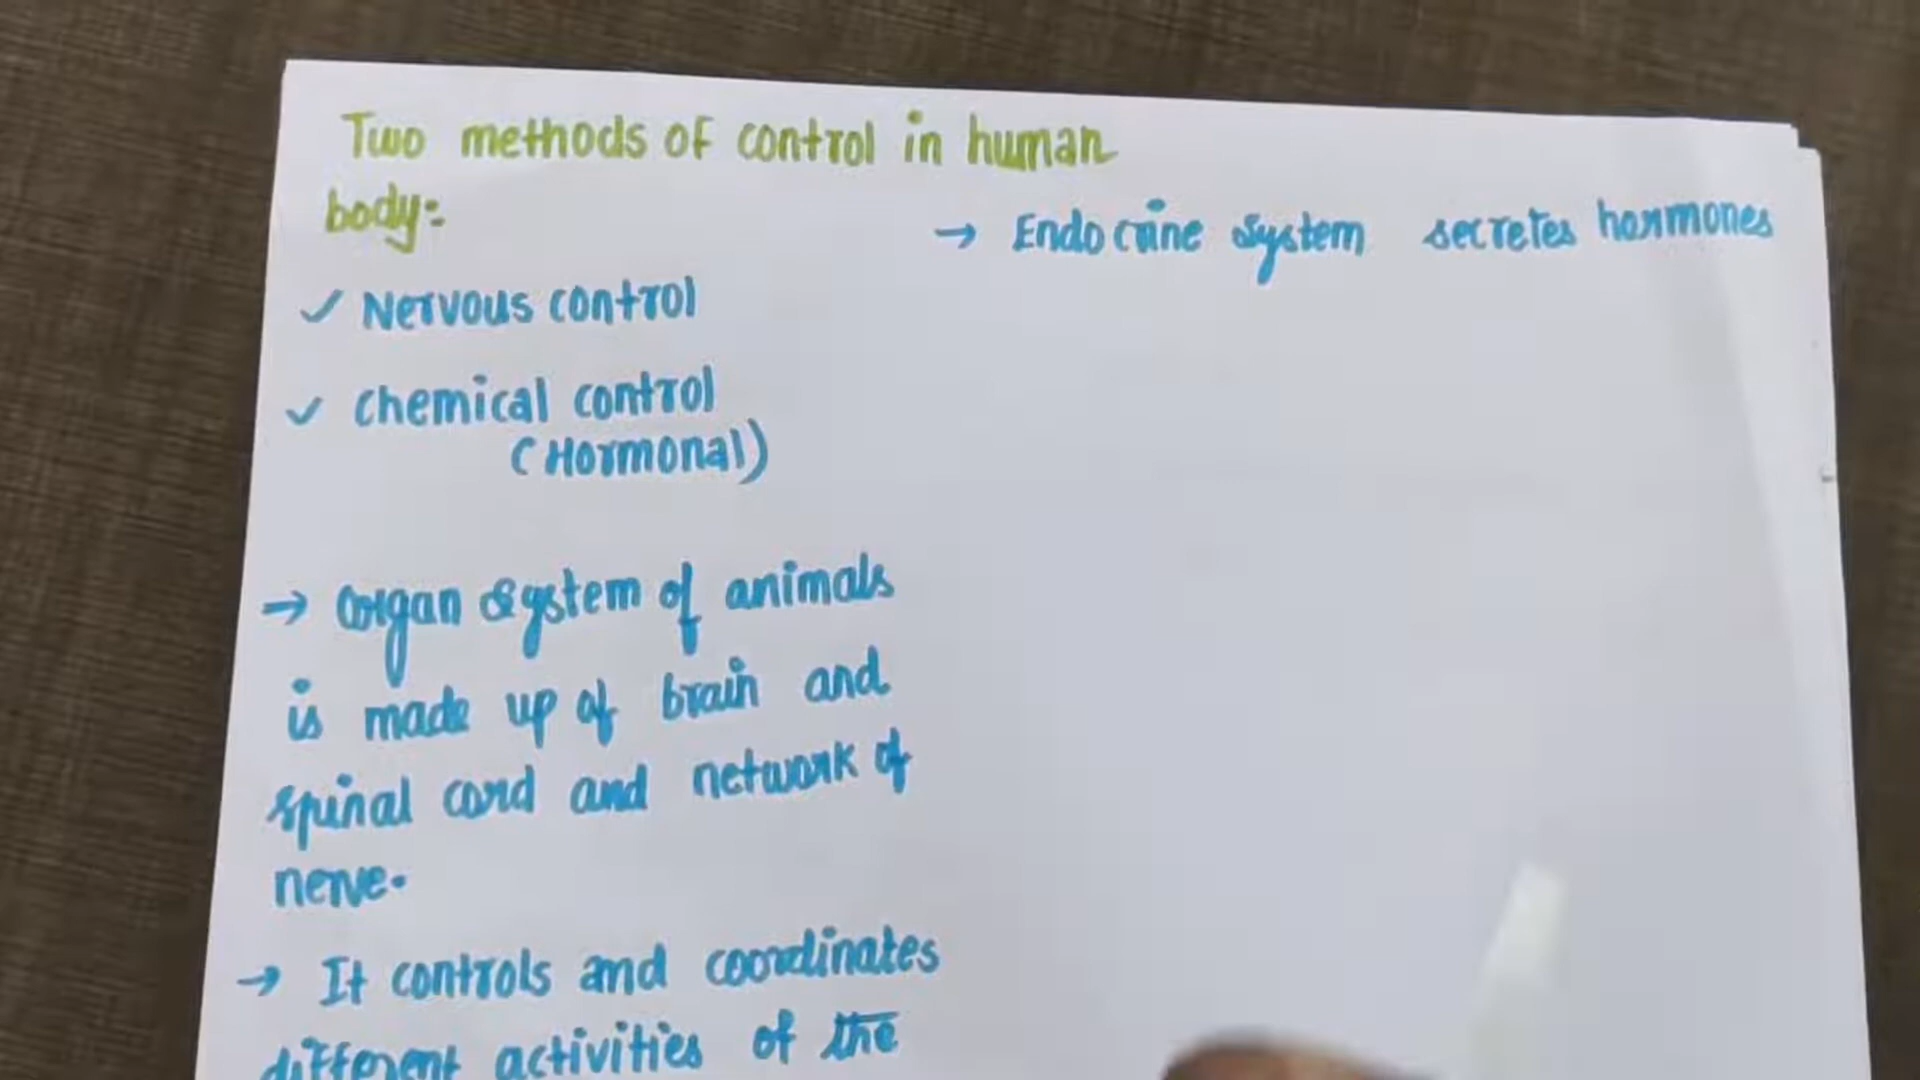 Two methods of control in human
body:-
✓ Nervous control
✓ chemical control
(Hormonal)
→ Organ system of animals
is made up of brain and
spinal cord and network of
nerve.
→ It controls and coordinates
different activities of the
→ Endocrine system secretes hormones